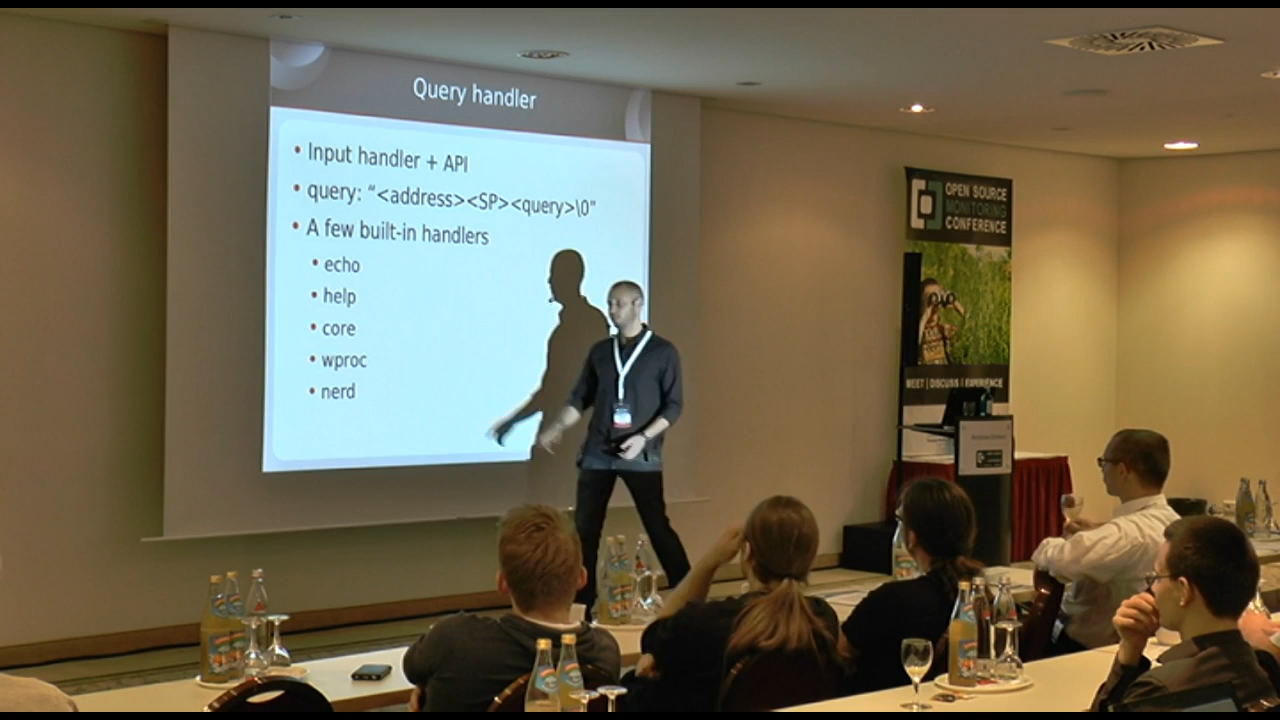 Query handler
• Input handler + API
• query: “<address><SP><query>\0"
• A few built-in handlers
• echo
• help
• core
• wproc
• nerd
OPEN SOURCE
MONITORING
CONFERENCE
MEET | DISCUSS | EXPERIENCE